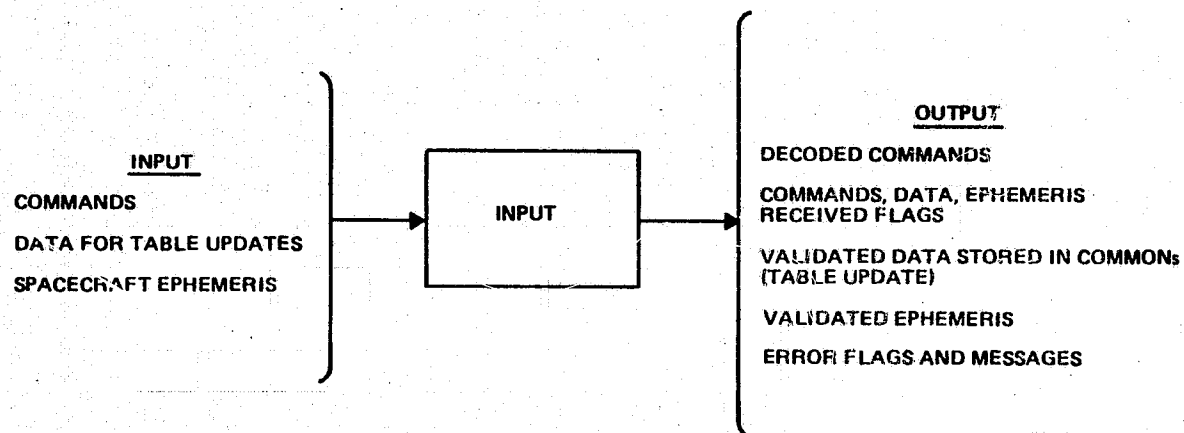 INPUT
COMMANDS
DATA FOR TABLE UPDATES
SPACECRAFT EPHEMERIS
INPUT
OUTPUT
DECODED COMMANDS
COMMANDS, DATA, EPHEMERIS
RECEIVED FLAGS
VALIDATED DATA STORED IN COMMONs
(TABLE UPDATE)
VALIDATED EPHEMERIS
ERROR FLAGS AND MESSAGES